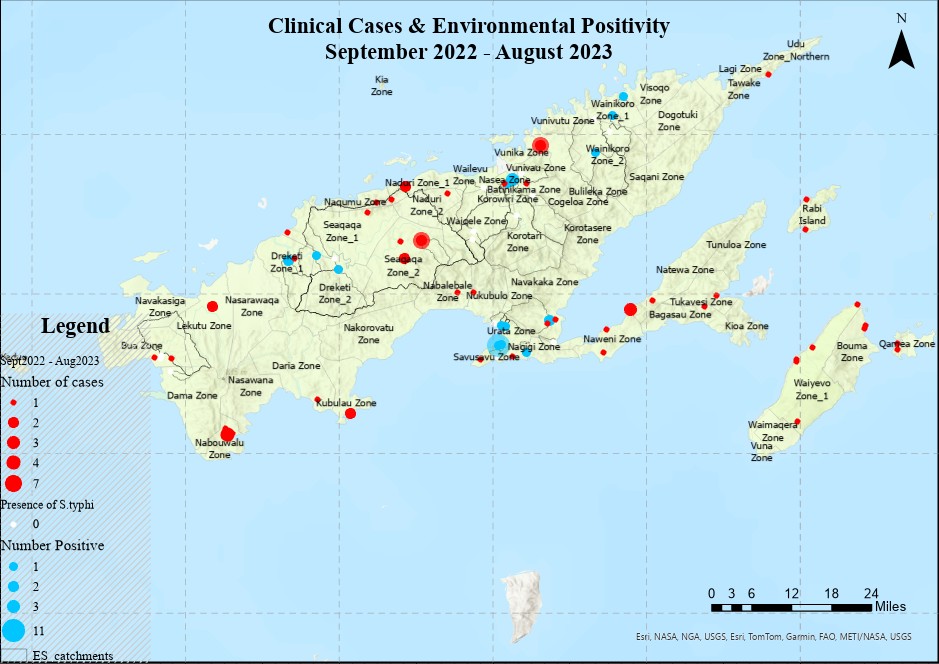 Clinical Cases & Environmental Positivity
September 2022 - August 2023
N
Udu
Zone_Northern
Lagi Zone
Tawake
Zone
Kia
Zone
Visoqo
Zone
Wainikoro
Zone_1
Dogotuki
Zone
Vunivutu Zone
Wainikoro
Zone_2
Vunika Zone
Saqani Zone
Wailevu
Zone
Vunivau Zone
Nasea Zone
Batinikama Zone
Bulileka Zone
Naduri Zone_1
Korowiri Zone
Cogeloa Zone
Naqumu Zone
Naduri
Zone_2
Rabi
Island
Seaqaqa
Zone_1
Waiqele Zone
Korotasere
Zone
Korotari
Zone
Tunuloa Zone
Dreketi
Zone_1
Seaqaqa
Zone_2
Natewa Zone
Navakaka Zone
Dreketi
Zone_2
Nabalebale
Zone
Nukubulo Zone
Navakasiga
Zone
Nasarawaqa
Zone
Tukavesi Zone
Bagasau Zone
Lekutu Zone
Nakorovatu
Zone
Urata Zone
Kioa Zone
Naweni Zone
Bua Zone
Nagigi Zone
Savusavu Zone
Bouma
Zone
Qamea Zone
Daria Zone
Dama Zone
Nasawana
Zone
Waiyevo
Zone_1
Kubulau Zone
Waimaqera
Zone
Vuna
Zone
Nabouwalu
Zone
Legend
Sept2022 - Aug2023
Number of cases
1
2
3
4
7
Presence of S.typhi
0
Number Positive
1
2
3
11
ES_catchments
0 3 6 12 18 24
Miles
Esri, NASA, NGA, USGS, Esri, TomTom, Garmin, FAO, METI/NASA, USGS